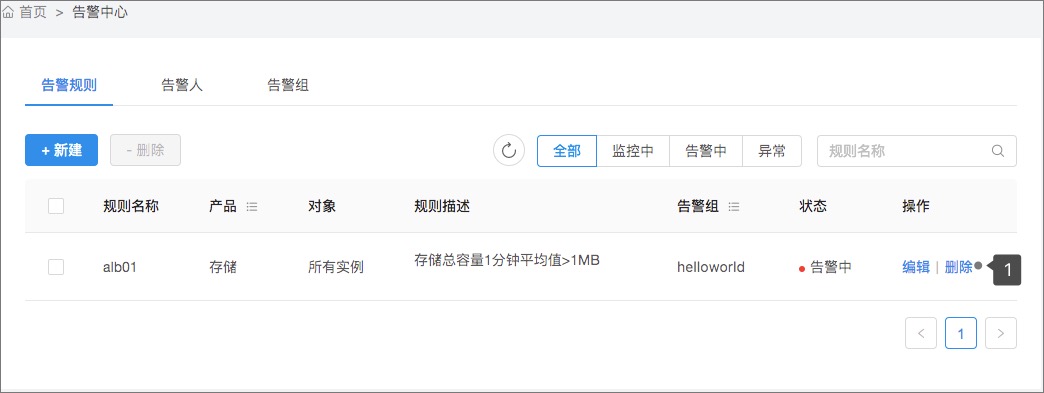 首页 > 告警中心
告警规则 告警人 告警组
+ 新建 - 删除 全部 监控中 告警中 异常 规则名称
规则名称 产品 对象 规则描述 告警组 状态 操作
alb01 存储 所有实例 存储总容量1分钟平均值>1MB helloworld 告警中 编辑 | 删除 1
< 1 >